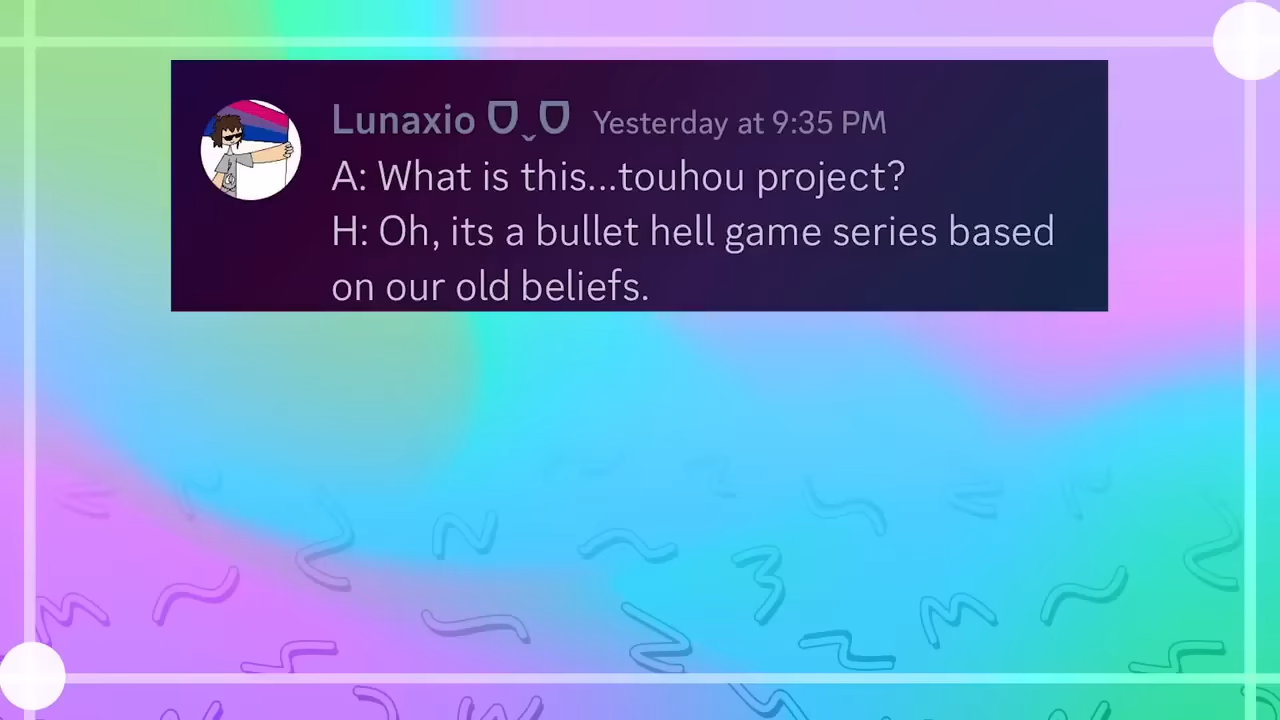 Lunaxio ᗜˬᗜ Yesterday at 9:35 PM
A: What is this...touhou project?
H: Oh, its a bullet hell game series based
on our old beliefs.